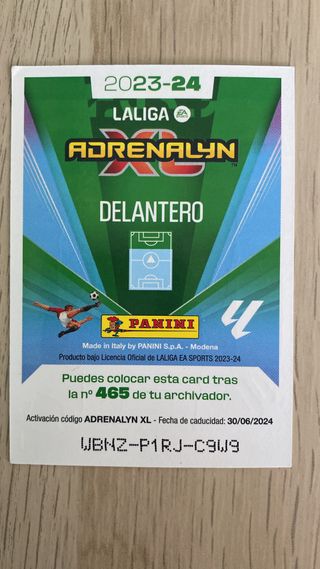 2023-24
LALIGA EA
ADRENALYN
XL™
DELANTERO
PANINI
Made in Italy by PANINI S.p.A. - Modena
Producto bajo Licencia Oficial de LALIGA EA SPORTS 2023-24
Puedes colocar esta card tras
la nº 465 de tu archivador.
Activación código ADRENALYN XL - Fecha de caducidad: 30/06/2024
WBNZ-P1RJ-C9W9